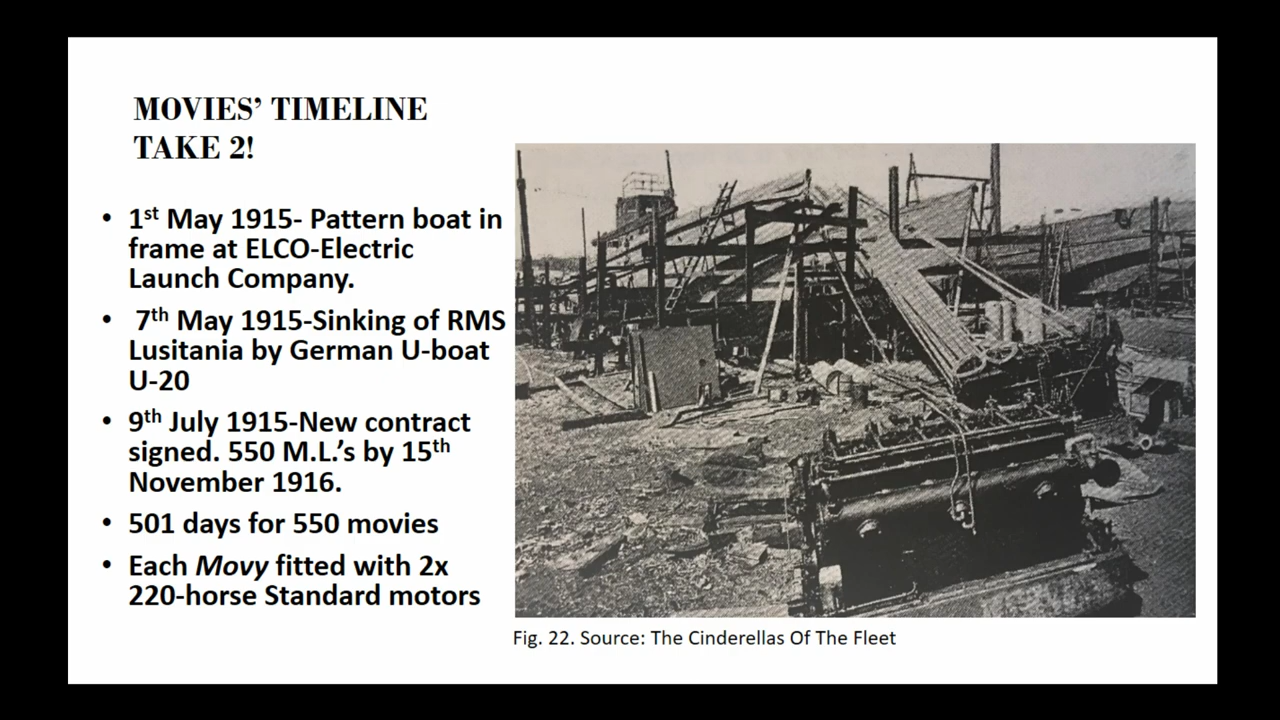 MOVIES' TIMELINE
TAKE 2!
• 1st May 1915- Pattern boat in
frame at ELCO-Electric
Launch Company.
• 7th May 1915-Sinking of RMS
Lusitania by German U-boat
U-20
• 9th July 1915-New contract
signed. 550 M.L.'s by 15th
November 1916.
• 501 days for 550 movies
• Each Movy fitted with 2x
220-horse Standard motors
Fig. 22. Source: The Cinderellas Of The Fleet